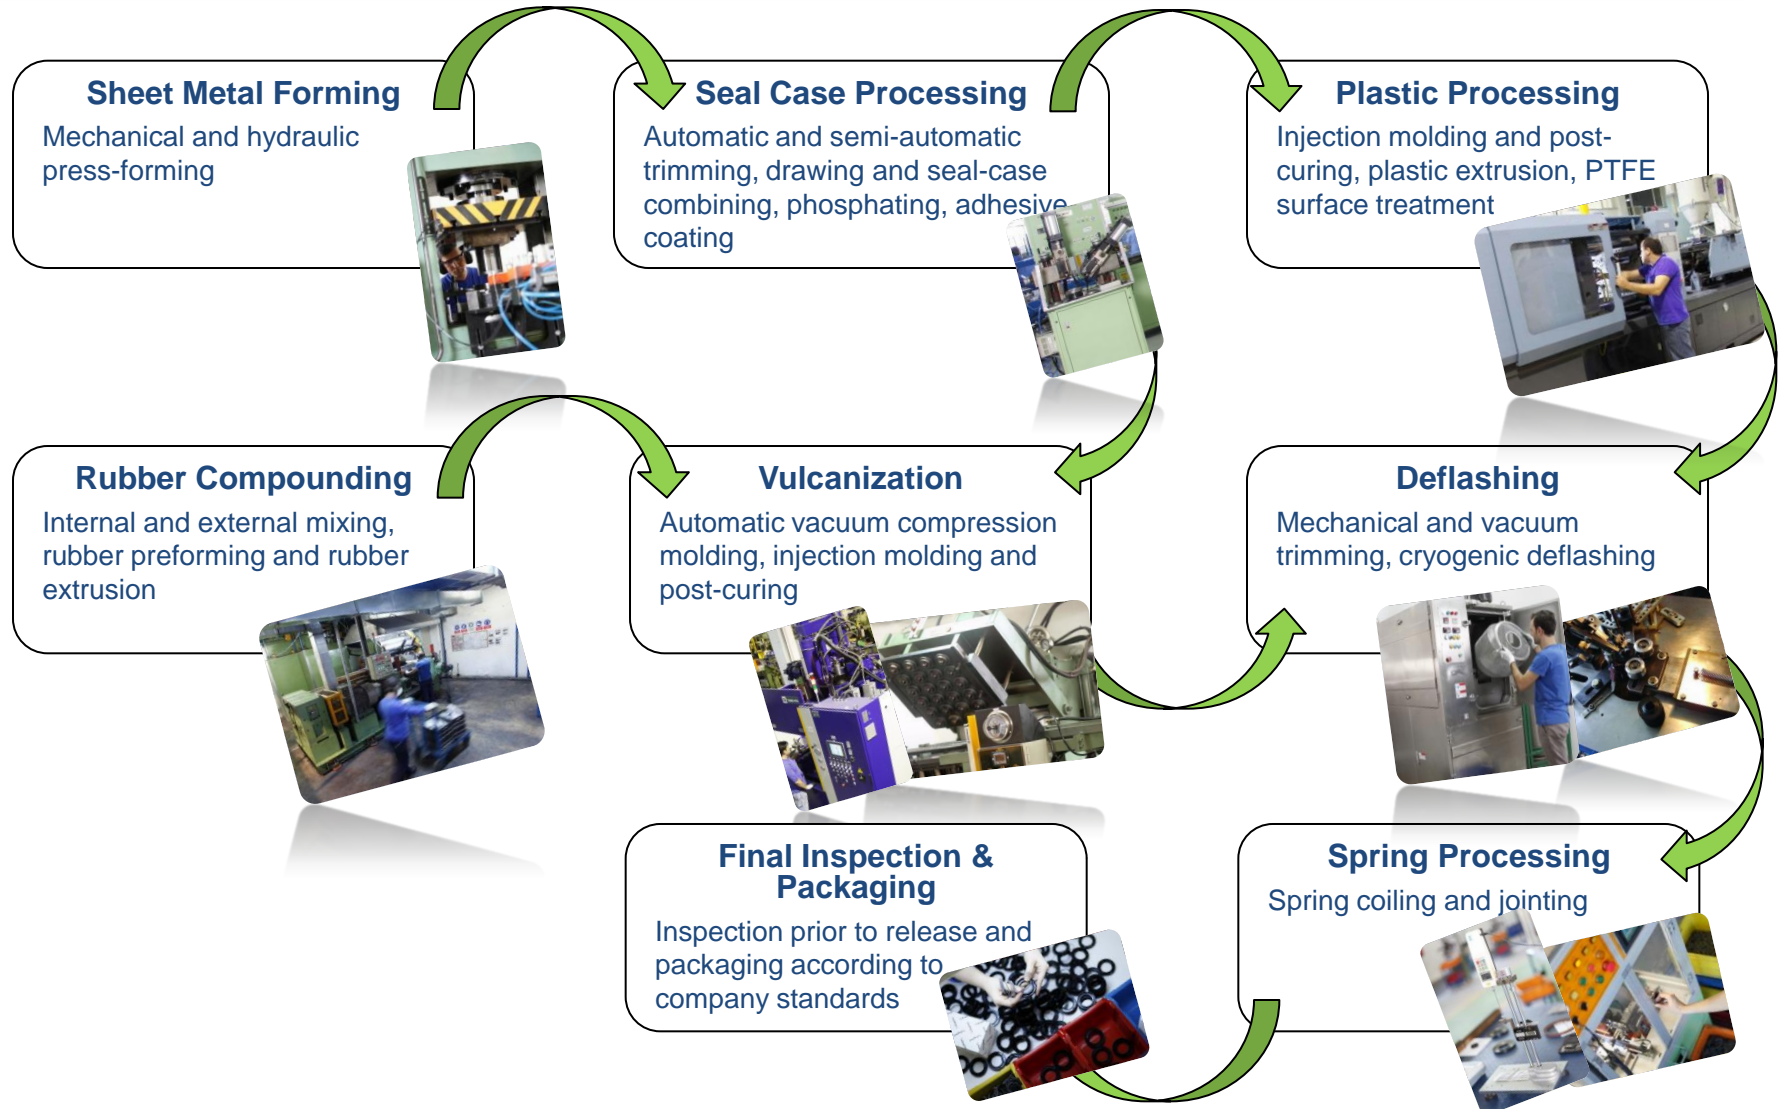 Sheet Metal Forming
Mechanical and hydraulic
press-forming
Seal Case Processing
Automatic and semi-automatic
trimming, drawing and seal-case
combining, phosphating, adhesive
coating
Plastic Processing
Injection molding and post-
curing, plastic extrusion, PTFE
surface treatment
Rubber Compounding
Internal and external mixing,
rubber preforming and rubber
extrusion
Vulcanization
Automatic vacuum compression
molding, injection molding and
post-curing
Deflashing
Mechanical and vacuum
trimming, cryogenic deflashing
Final Inspection &
Packaging
Inspection prior to release and
packaging according to
company standards
Spring Processing
Spring coiling and jointing